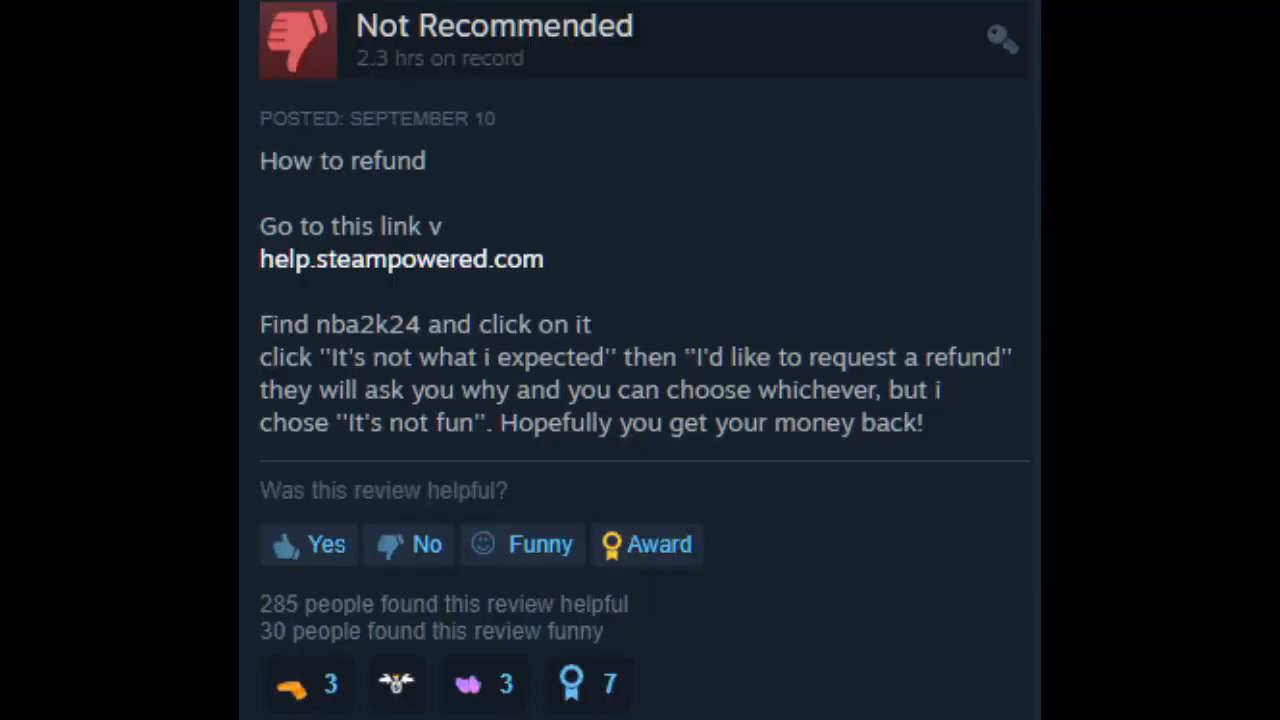 Not Recommended
2.3 hrs on record
POSTED: SEPTEMBER 10
How to refund
Go to this link v
help.steampowered.com
Find nba2k24 and click on it
click "It's not what i expected" then "I'd like to request a refund"
they will ask you why and you can choose whichever, but i
chose "It's not fun". Hopefully you get your money back!
Was this review helpful?
Yes No Funny Award
285 people found this review helpful
30 people found this review funny
3 3 7